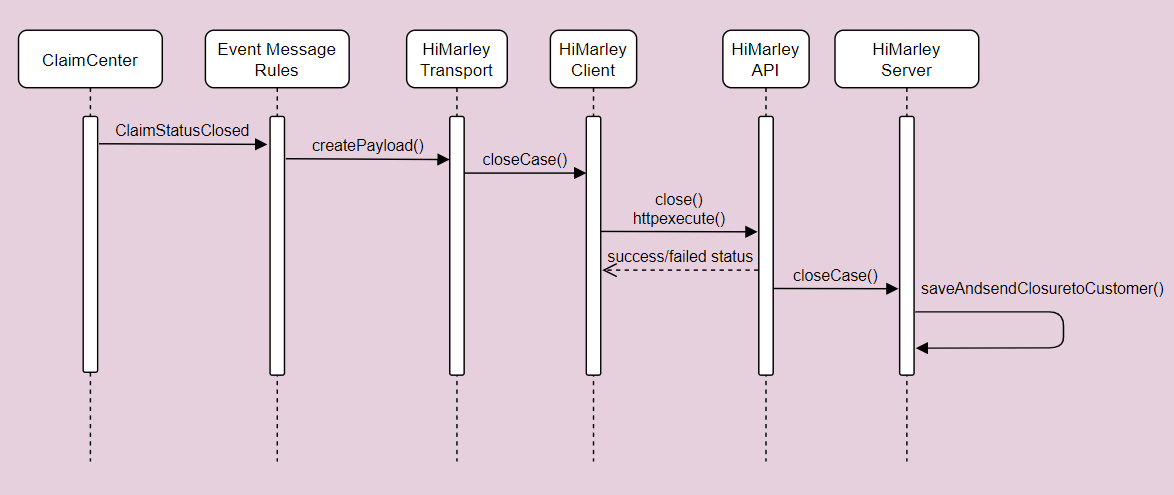 ClaimCenter
Event Message
Rules
HiMarley
Transport
HiMarley
Client
HiMarley
API
HiMarley
Server
ClaimStatusClosed
createPayload()
closeCase()
close()
httpexecute()
success/failed status
closeCase()
saveAndsendClosuretoCustomer()